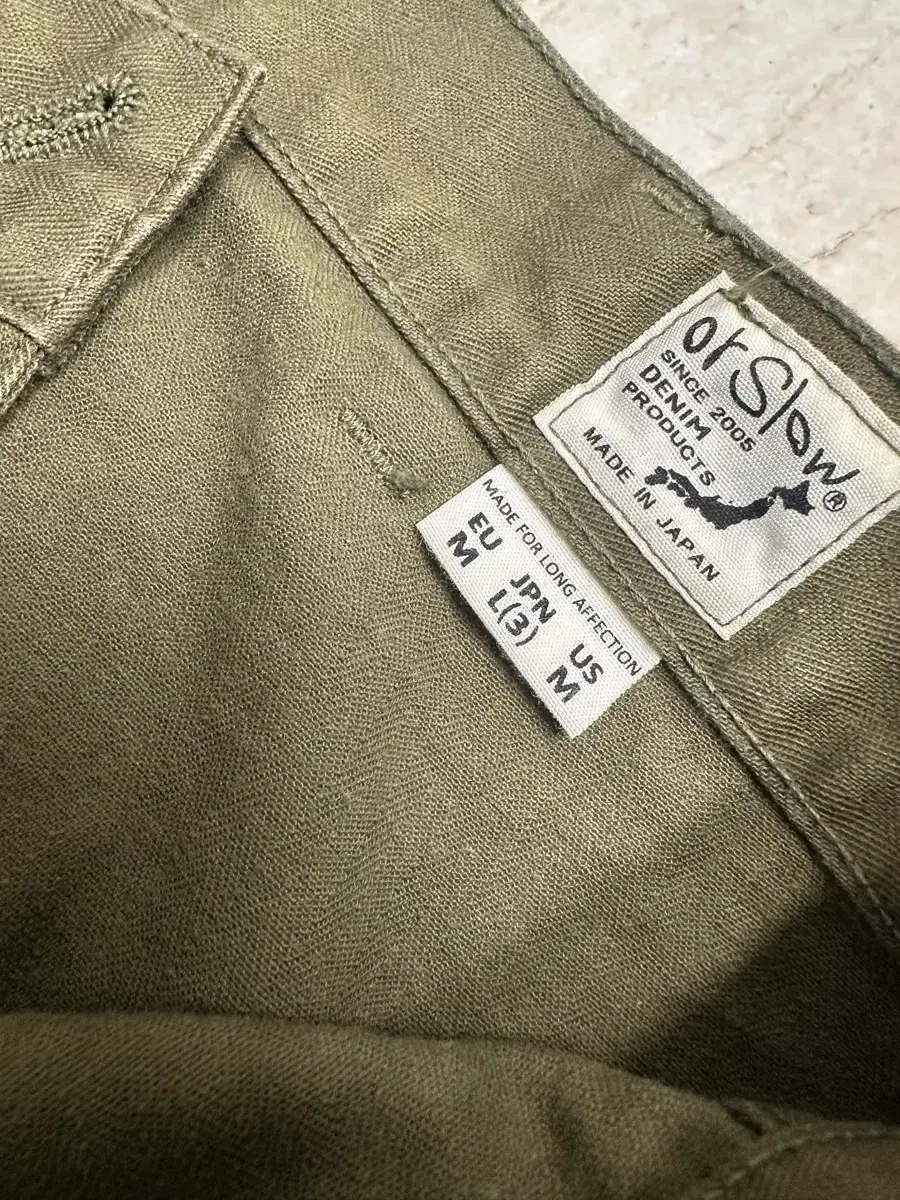 orSlow®
SINCE 2005
DENIM
PRODUCTS
MADE IN JAPAN
MADE FOR LONG AFFECTION
EU JPN US
M L(3) M